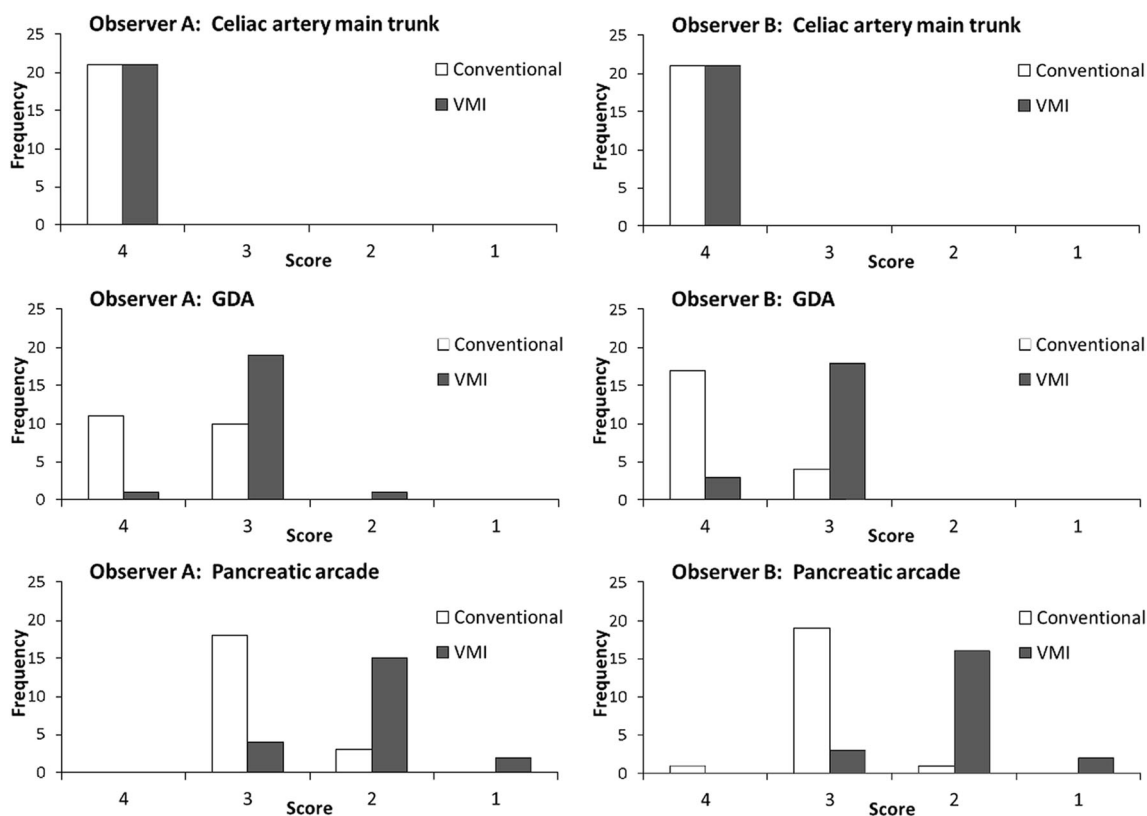 Observer A: Celiac artery main trunk
25
20
15
10
5
0
Frequency
Conventional
VMI
4 3 2 1
Score
Observer B: Celiac artery main trunk
25
20
15
10
5
0
Frequency
Conventional
VMI
4 3 2 1
Score
Observer A: GDA
25
20
15
10
5
0
Frequency
Conventional
VMI
4 3 2 1
Score
Observer B: GDA
25
20
15
10
5
0
Frequency
Conventional
VMI
4 3 2 1
Score
Observer A: Pancreatic arcade
25
20
15
10
5
0
Frequency
Conventional
VMI
4 3 2 1
Score
Observer B: Pancreatic arcade
25
20
15
10
5
0
Frequency
Conventional
VMI
4 3 2 1
Score